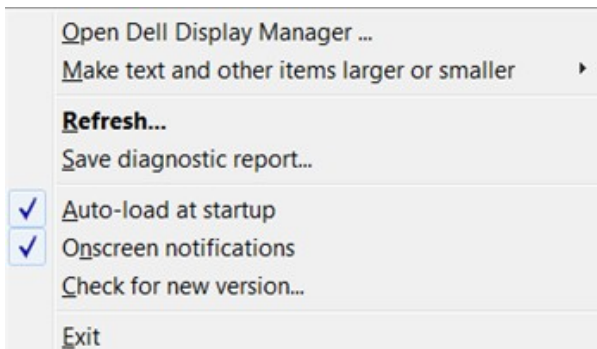 Open Dell Display Manager ...
Make text and other items larger or smaller
Refresh...
Save diagnostic report...
Auto-load at startup
Onscreen notifications
Check for new version...
Exit